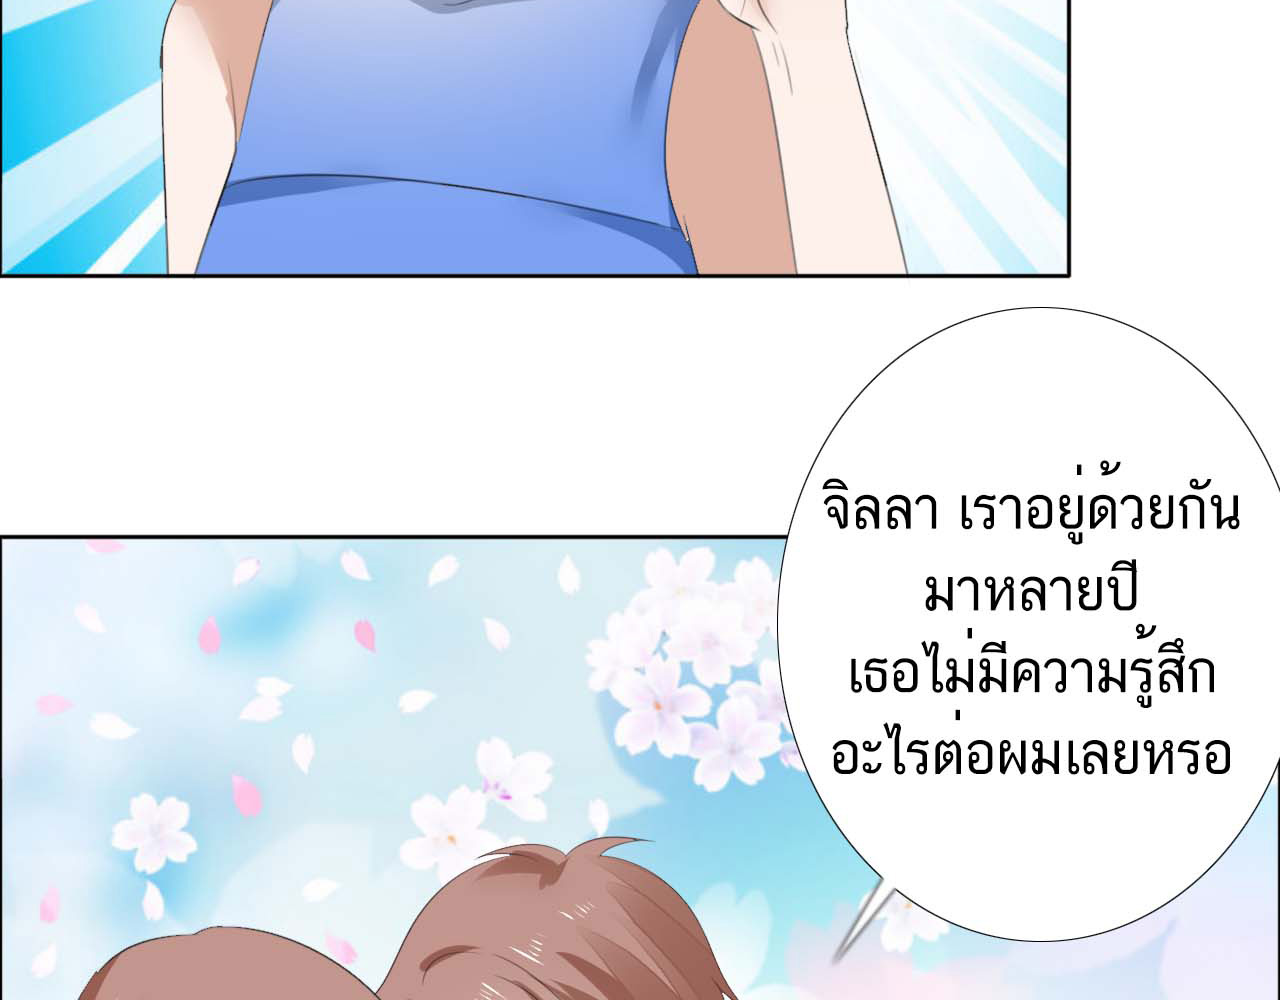 จิลลา เราอยู่ด้วยกัน
มาหลายปี
เธอไม่มีความรู้สึก
อะไรต่อผมเลยหรอ